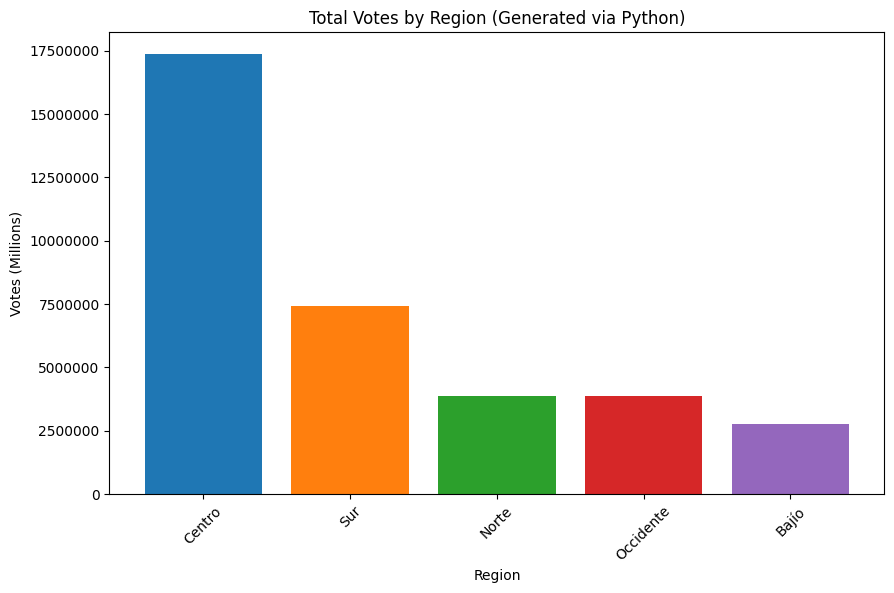 Total Votes by Region (Generated via Python)
Votes (Millions)
17500000
15000000
12500000
10000000
7500000
5000000
2500000
0
Centro
Sur
Norte
Occidente
Bajío
Region